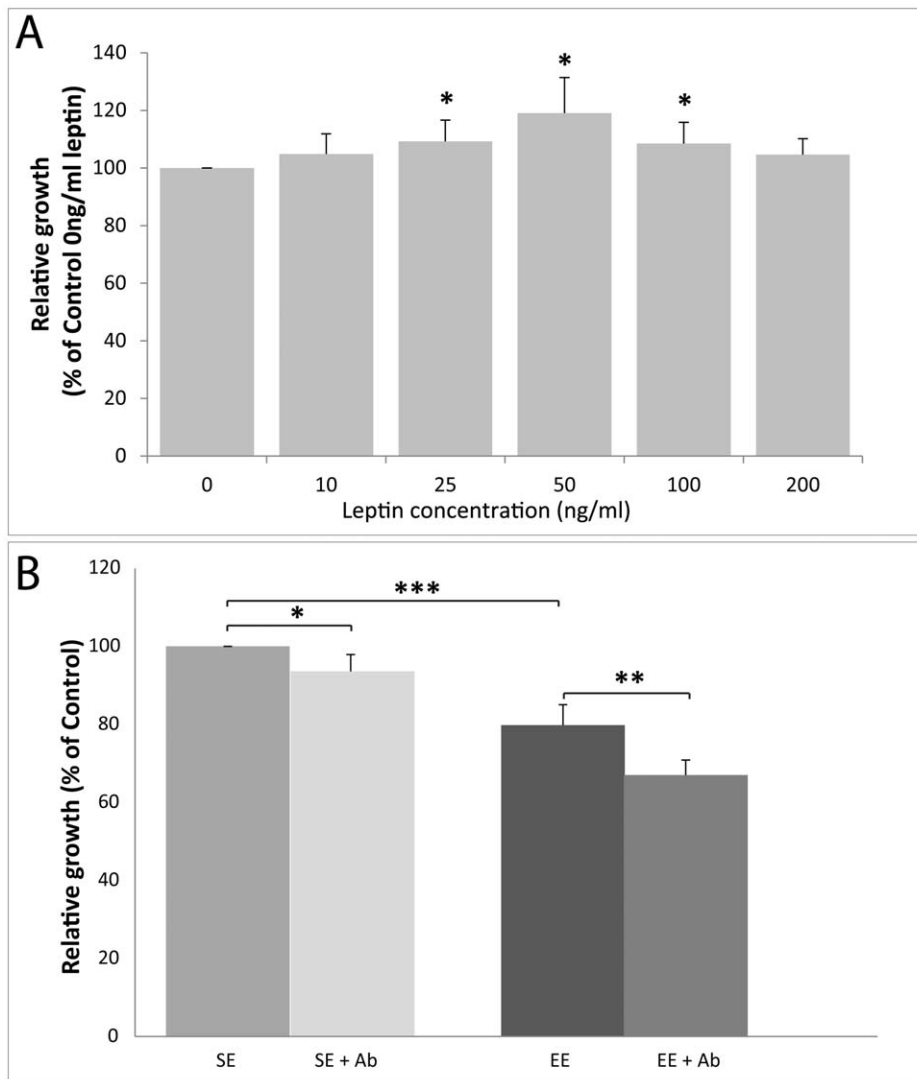 A
Relative growth
(% of Control 0ng/ml leptin)
140
120
100
80
60
40
20
0
* * *
0 10 25 50 100 200
Leptin concentration (ng/ml)
B
Relative growth (% of Control)
120
100
80
60
40
20
0
***
*
**
SE SE + Ab EE EE + Ab